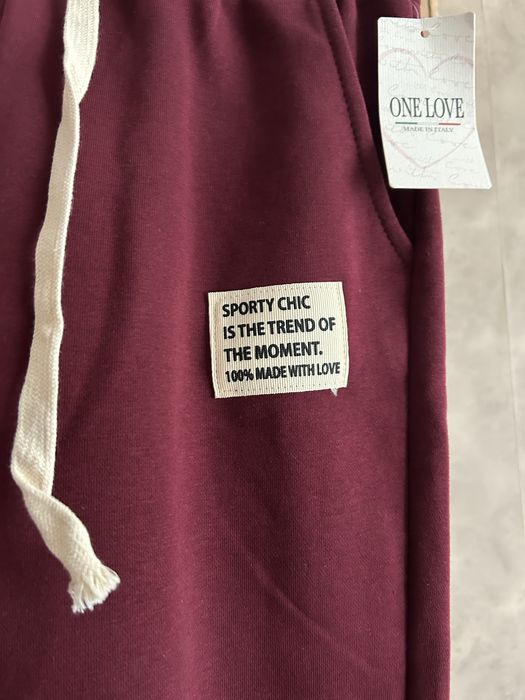 ONE LOVE
MADE IN ITALY
SPORTY CHIC
IS THE TREND OF
THE MOMENT.
100% MADE WITH LOVE